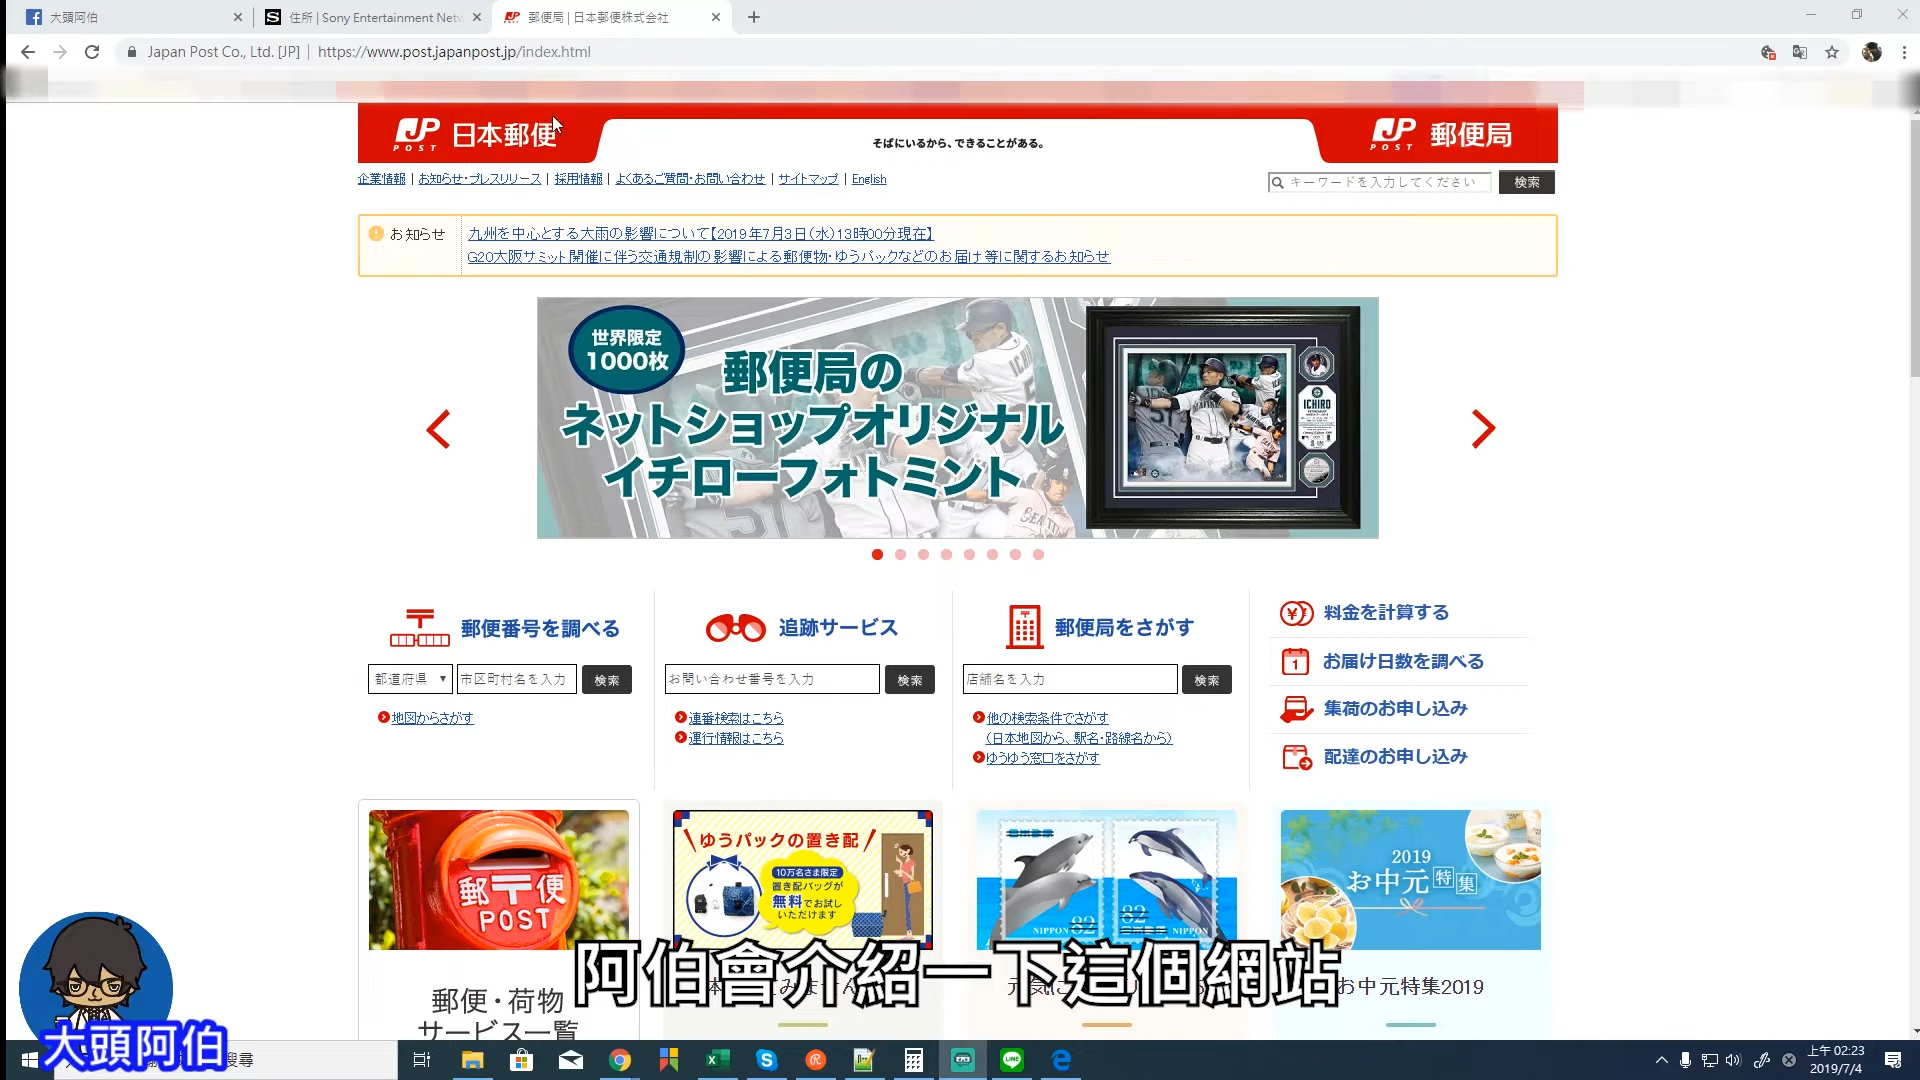 大頭阿伯
住所 | Sony Entertainment Netw
郵便局 | 日本郵便株式会社
Japan Post Co., Ltd. [JP] | https://www.post.japanpost.jp/index.html
JP POST 日本郵便
そばにいるから、できることがある。
JP POST 郵便局
企業情報 | お知らせ・プレスリリース | 採用情報 | よくあるご質問・お問い合わせ | サイトマップ | English
キーワードを入力してください 検索
お知らせ
九州を中心とする大雨の影響について【2019年7月3日（水）13時00分現在】
G20大阪サミット開催に伴う交通規制の影響による郵便物・ゆうパックなどのお届け等に関するお知らせ
世界限定
1000枚
郵便局の
ネットショップオリジナル
イチローフォトミント
ICHIRO
郵便番号を調べる
都道府県 市区町村名を入力 検索
地図からさがす
追跡サービス
お問い合わせ番号を入力 検索
連番検索はこちら
運行情報はこちら
郵便局をさがす
店舗名を入力 検索
他の検索条件でさがす
（日本地図から、駅名・路線名から）
ゆうゆう窓口をさがす
料金を計算する
お届け日数を調べる
集荷のお申し込み
配達のお申し込み
郵〒便
POST
郵便・荷物
サービス一覧
ゆうパックの置き配
10万名さま限定
置き配バッグが
無料でお試し
いただけます
82
NIPPON
82
NIPPON
2019
お中元特集
お中元特集2019
阿伯會介紹一下這個網站
大頭阿伯
搜尋
上午 02:23
2019/7/4